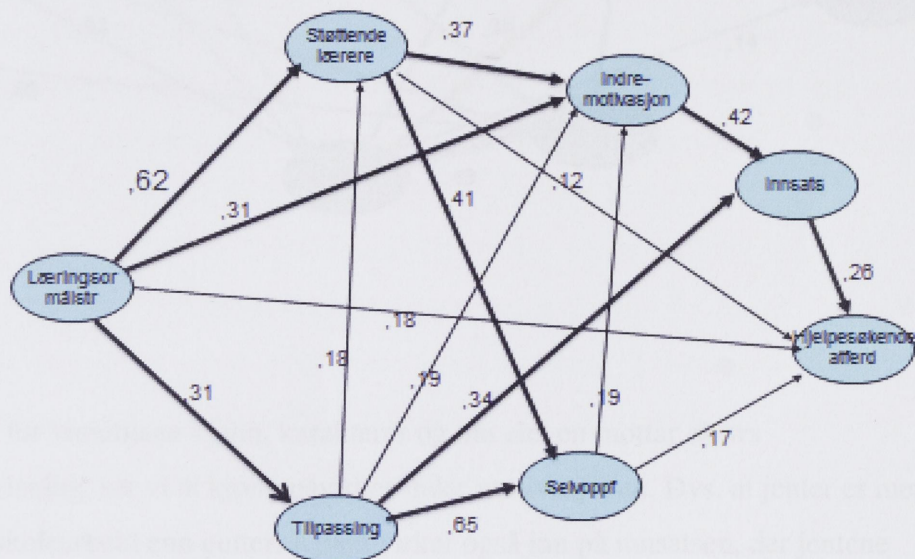 Støttende
lærere
,37
Indre-
motivasjon
,42
,62
,31
,41
,12
Innsats
Læringsor
målstr
,26
,18
Hjelpesøkende
atferd
,31
,18
,19
,34
,19
,17
Selvoppf
Tilpassing
,65